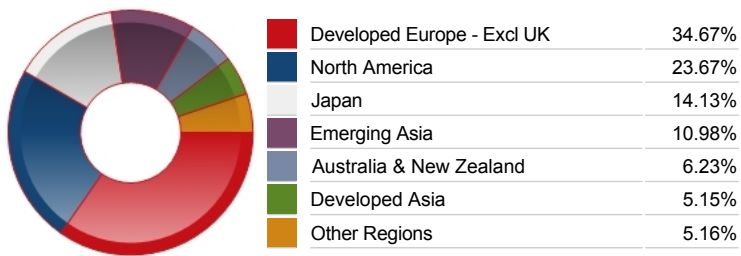 Developed Europe - Excl UK 34.67%
North America 23.67%
Japan 14.13%
Emerging Asia 10.98%
Australia & New Zealand 6.23%
Developed Asia 5.15%
Other Regions 5.16%